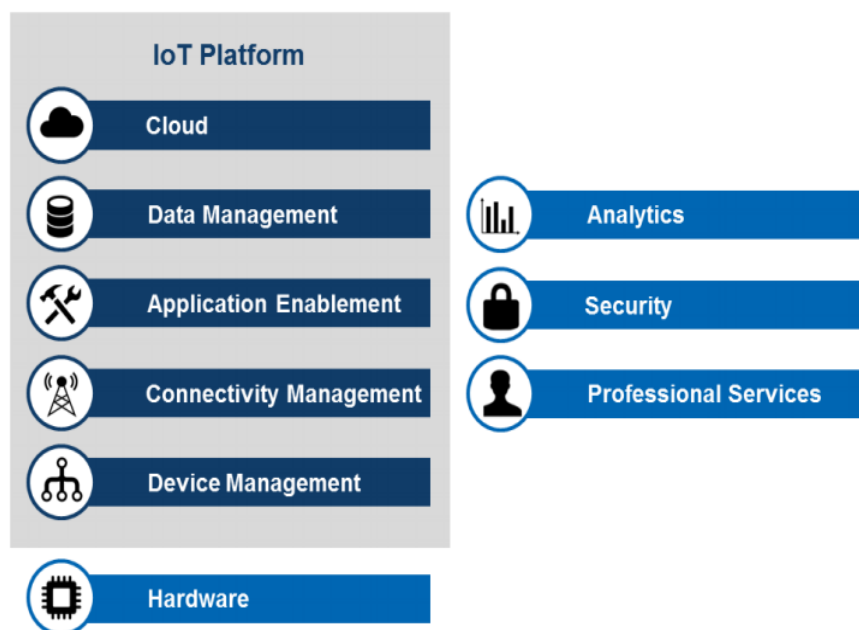 IoT Platform
Cloud
Data Management
Application Enablement
Connectivity Management
Device Management
Hardware
Analytics
Security
Professional Services